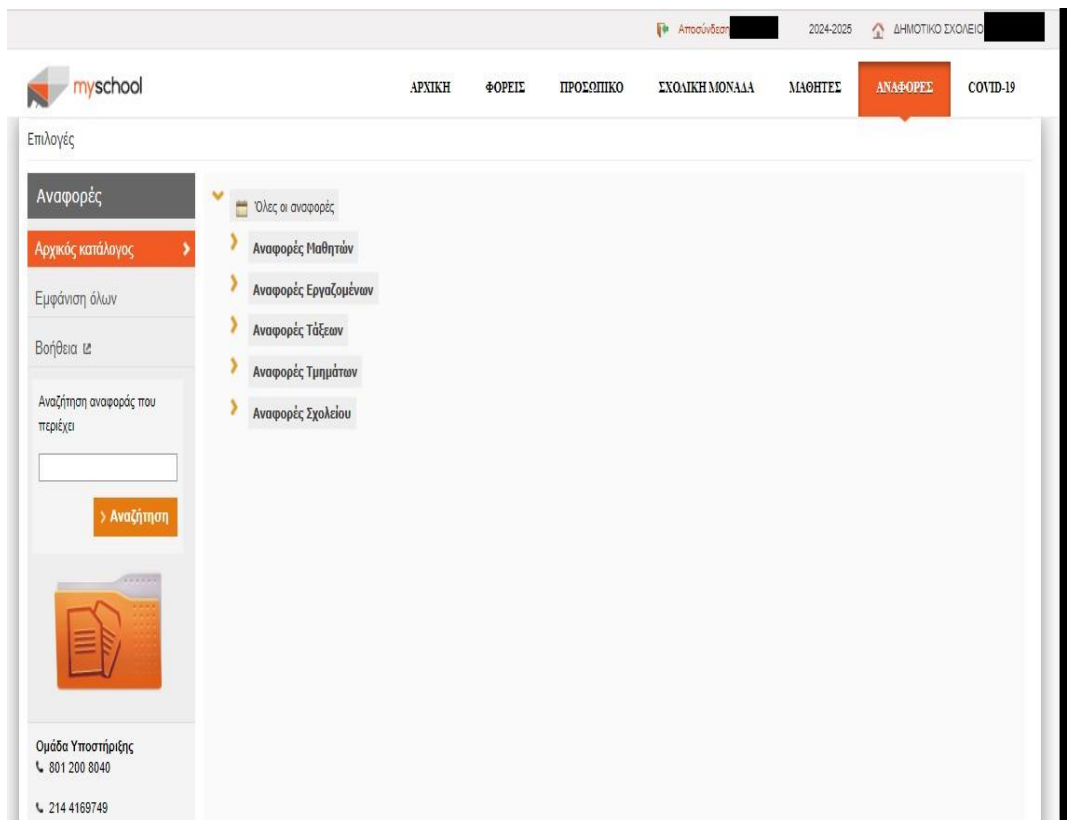 Αποσύνδεση 2024-2025 ΔΗΜΟΤΙΚΟ ΣΧΟΛΕΙΟ
myschool ΑΡΧΙΚΗ ΦΟΡΕΙΣ ΠΡΟΣΩΠΙΚΟ ΣΧΟΛΙΚΗ ΜΟΝΑΔΑ ΜΑΘΗΤΕΣ ΑΝΑΦΟΡΕΣ COVID-19
Επιλογές
Αναφορές
Αρχικός κατάλογος
Εμφάνιση όλων
Βοήθεια
Αναζήτηση αναφοράς που
περιέχει
Αναζήτηση
Ομάδα Υποστήριξης
801 200 8040
214 4169749
Όλες οι αναφορές
Αναφορές Μαθητών
Αναφορές Εργαζομένων
Αναφορές Τάξεων
Αναφορές Τμημάτων
Αναφορές Σχολείου